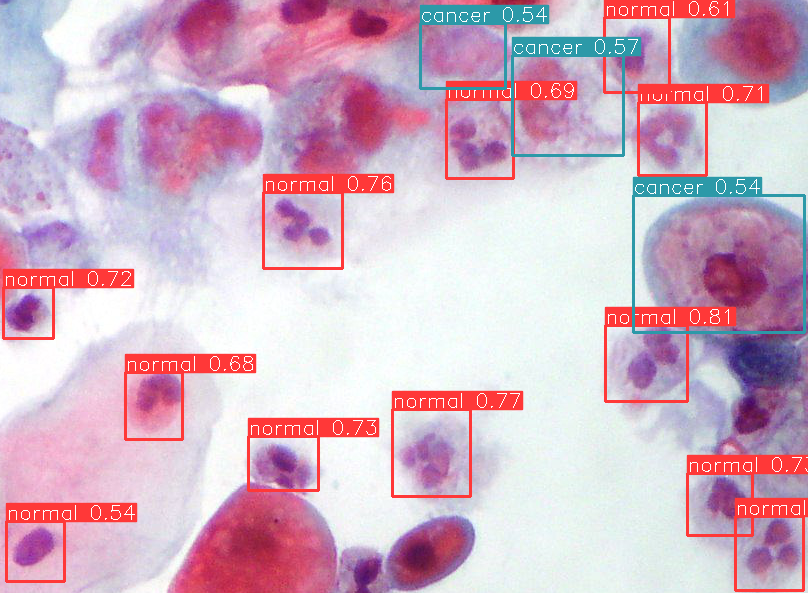 cancer 0.54
normal 0.61
cancer 0.57
normal 0.69
normal 0.71
normal 0.76
cancer 0.54
normal 0.72
normal 0.81
normal 0.68
normal 0.77
normal 0.73
normal
normal 0.54